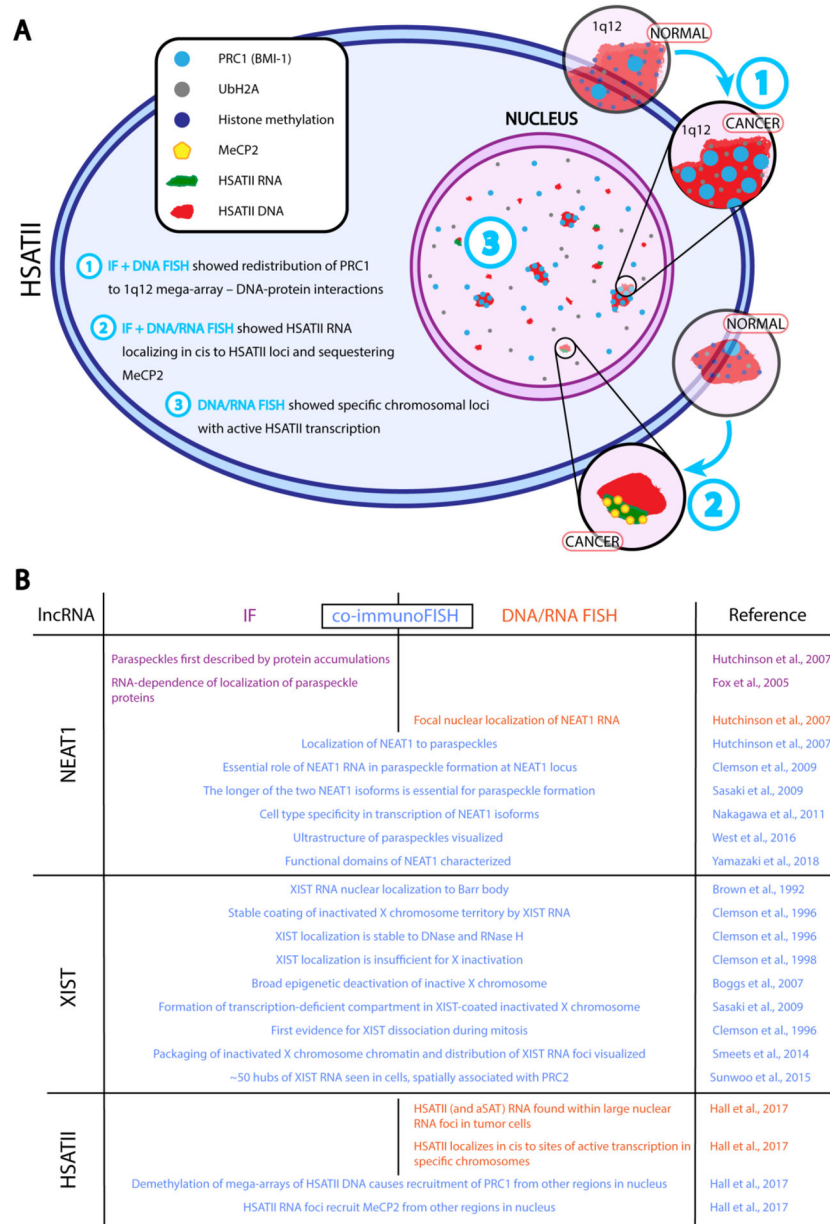 A
HSATII
PRC1 (BMI-1)
UbH2A
Histone methylation
MeCP2
HSATII RNA
HSATII DNA
NUCLEUS
1q12
NORMAL
1
1q12
CANCER
3
1 IF + DNA FISH showed redistribution of PRC1
to 1q12 mega-array – DNA-protein interactions
2 IF + DNA/RNA FISH showed HSATII RNA
localizing in cis to HSATII loci and sequestering
MeCP2
3 DNA/RNA FISH showed specific chromosomal loci
with active HSATII transcription
NORMAL
2
CANCER
B
lncRNA IF co-immunoFISH DNA/RNA FISH Reference
NEAT1
Paraspeckles first described by protein accumulations Hutchinson et al., 2007
RNA-dependence of localization of paraspeckle Fox et al., 2005
proteins
Focal nuclear localization of NEAT1 RNA Hutchinson et al., 2007
Localization of NEAT1 to paraspeckles Hutchinson et al., 2007
Essential role of NEAT1 RNA in paraspeckle formation at NEAT1 locus Clemson et al., 2009
The longer of the two NEAT1 isoforms is essential for paraspeckle formation Sasaki et al., 2009
Cell type specificity in transcription of NEAT1 isoforms Nakagawa et al., 2011
Ultrastructure of paraspeckles visualized West et al., 2016
Functional domains of NEAT1 characterized Yamazaki et al., 2018
XIST
XIST RNA nuclear localization to Barr body Brown et al., 1992
Stable coating of inactivated X chromosome territory by XIST RNA Clemson et al., 1996
XIST localization is stable to DNase and RNase H Clemson et al., 1996
XIST localization is insufficient for X inactivation Clemson et al., 1998
Broad epigenetic deactivation of inactive X chromosome Boggs et al., 2007
Formation of transcription-deficient compartment in XIST-coated inactivated X chromosome Sasaki et al., 2009
First evidence for XIST dissociation during mitosis Clemson et al., 1996
Packaging of inactivated X chromosome chromatin and distribution of XIST RNA foci visualized Smeets et al., 2014
~50 hubs of XIST RNA seen in cells, spatially associated with PRC2 Sunwoo et al., 2015
HSATII
HSATII (and aSAT) RNA found within large nuclear Hall et al., 2017
RNA foci in tumor cells
HSATII localizes in cis to sites of active transcription in Hall et al., 2017
specific chromosomes
Demethylation of mega-arrays of HSATII DNA causes recruitment of PRC1 from other regions in nucleus Hall et al., 2017
HSATII RNA foci recruit MeCP2 from other regions in nucleus Hall et al., 2017